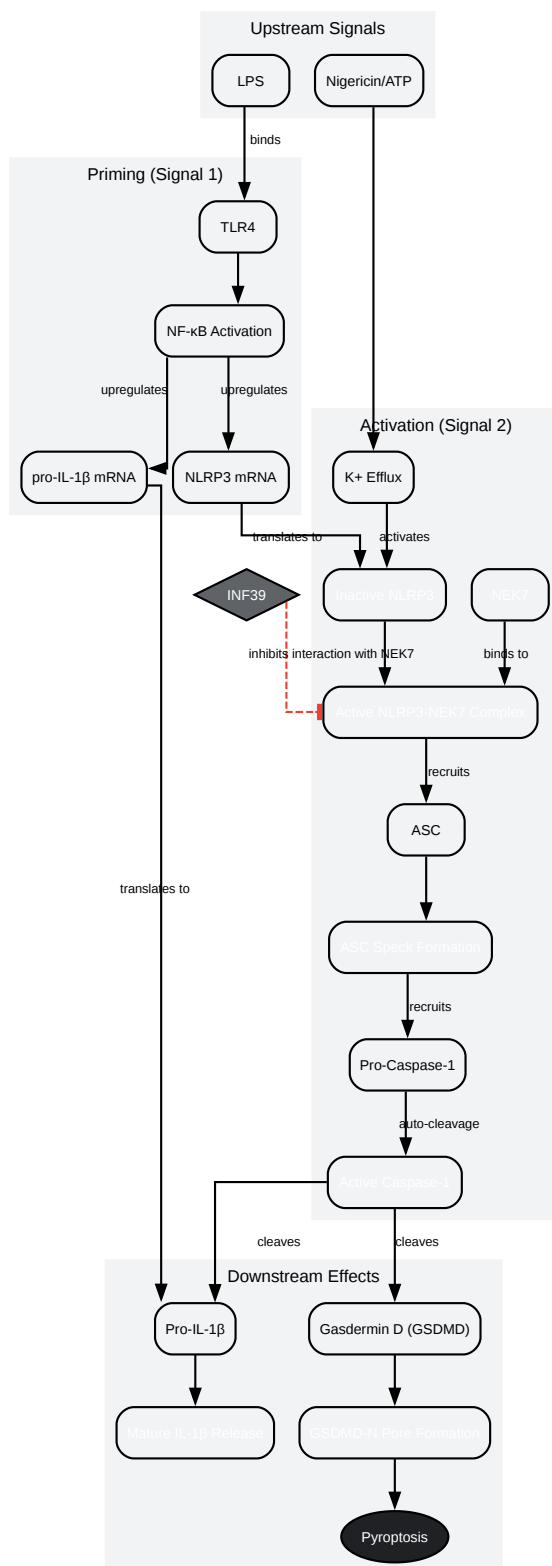 Upstream Signals
LPS
Nigericin/ATP
binds
Priming (Signal 1)
TLR4
NF-κB Activation
upregulates
upregulates
Activation (Signal 2)
pro-IL-1β mRNA
NLRP3 mRNA
K+ Efflux
translates to
activates
INF39
Inactive NLRP3
NEK7
inhibits interaction with NEK7
binds to
Active NLRP3-NEK7 Complex
recruits
ASC
translates to
ASC Speck Formation
recruits
Pro-Caspase-1
auto-cleavage
Active Caspase-1
cleaves
cleaves
Downstream Effects
Pro-IL-1β
Gasdermin D (GSDMD)
Mature IL-1β Release
GSDMD-N Pore Formation
Pyroptosis